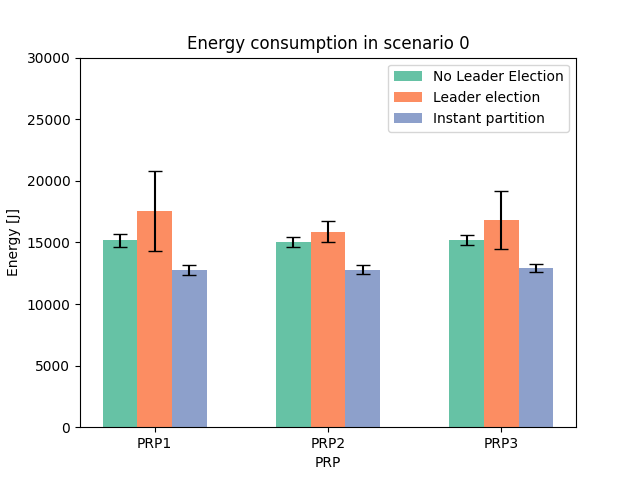 Energy consumption in scenario 0
No Leader Election
Leader election
Instant partition
Energy [J]
30000
25000
20000
15000
10000
5000
0
PRP1 PRP2 PRP3
PRP